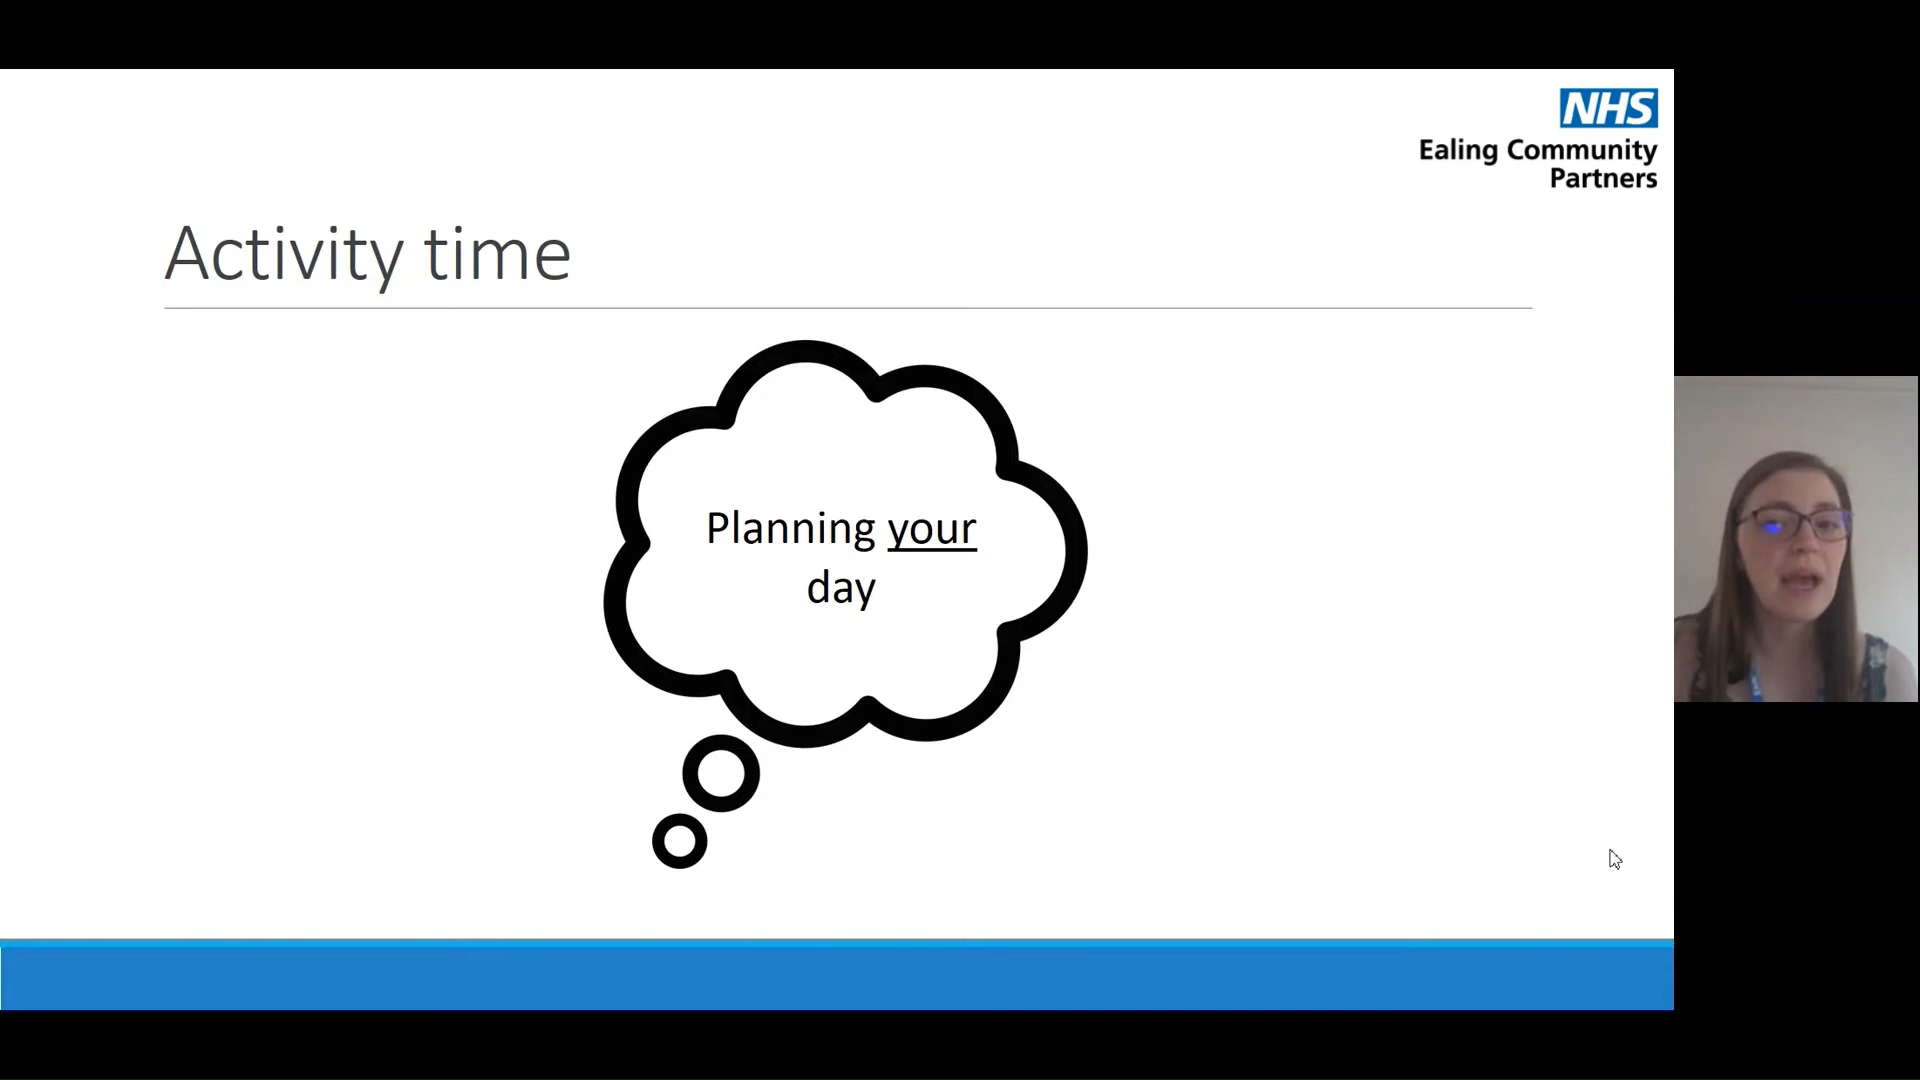 NHS
Ealing Community
Partners
Activity time
Planning your
day